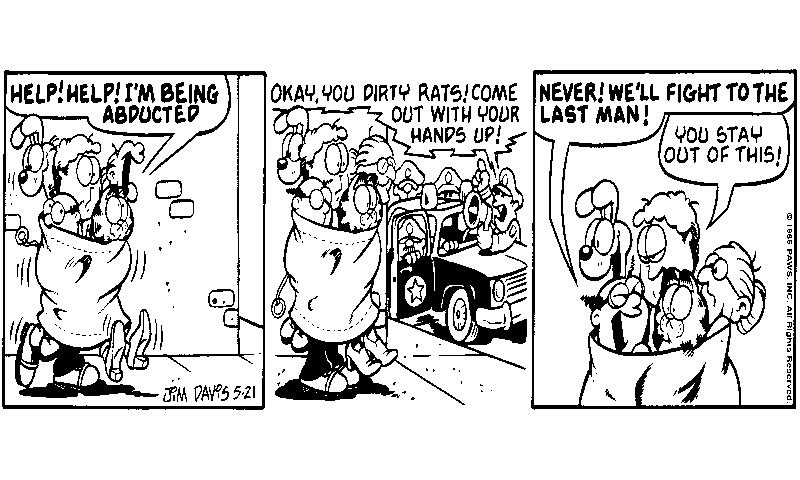 HELP! HELP! I'M BEING
ABDUCTED
JIM DAVIS 5·21
OKAY, YOU DIRTY RATS! COME
OUT WITH YOUR
HANDS UP!
NEVER! WE'LL FIGHT TO THE
LAST MAN!
YOU STAY
OUT OF THIS!
© 1985 PAWS, INC. All Rights Reserved.